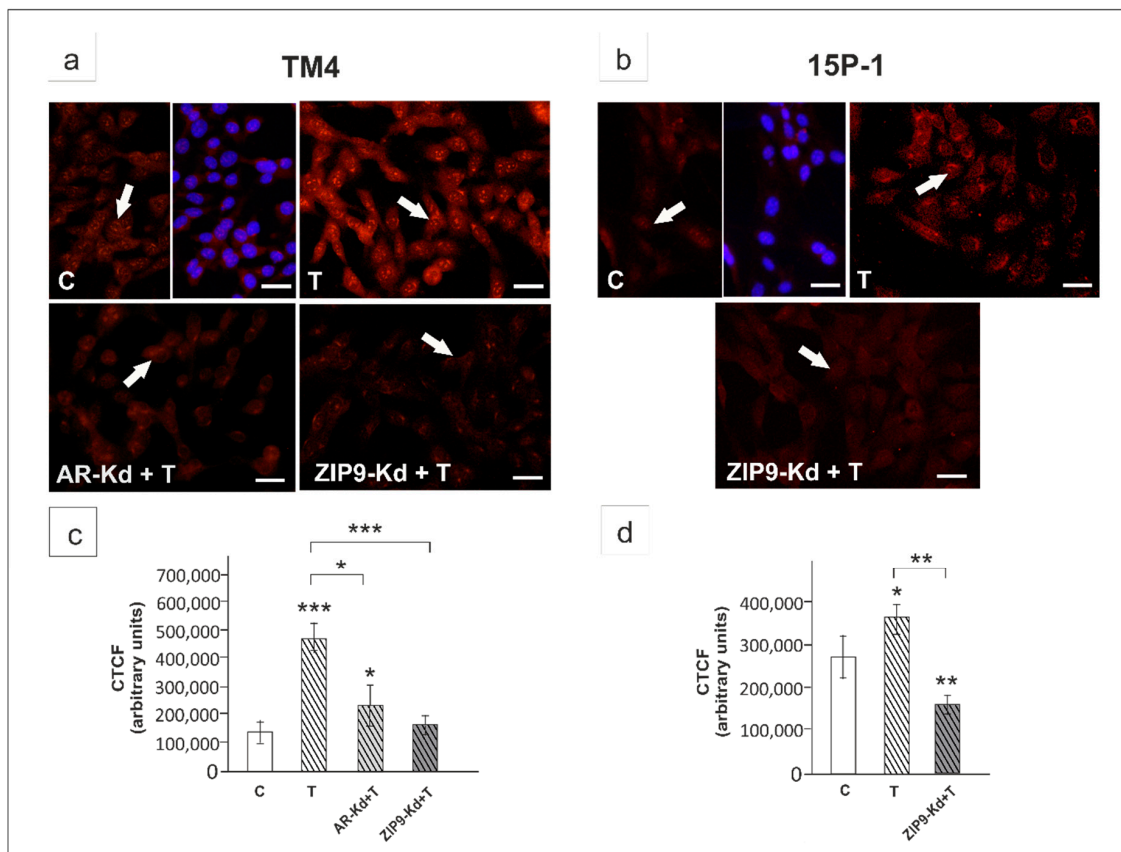 a
TM4
b
15P-1
C
T
C
T
AR-Kd + T
ZIP9-Kd + T
ZIP9-Kd + T
c
CTCF
(arbitrary units)
700,000
600,000
500,000
400,000
300,000
200,000
100,000
0
***
*
***
*
C
T
AR-Kd+T
ZIP9-Kd+T
d
CTCF
(arbitrary units)
400,000
300,000
200,000
100,000
0
**
*
**
C
T
ZIP9-Kd+T